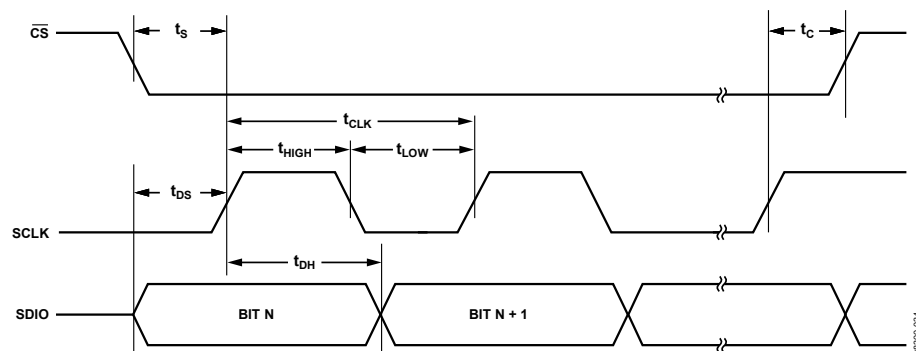 CS
tS
tC
tCLK
tHIGH
tLOW
tDS
SCLK
tDH
SDIO
BIT N
BIT N + 1